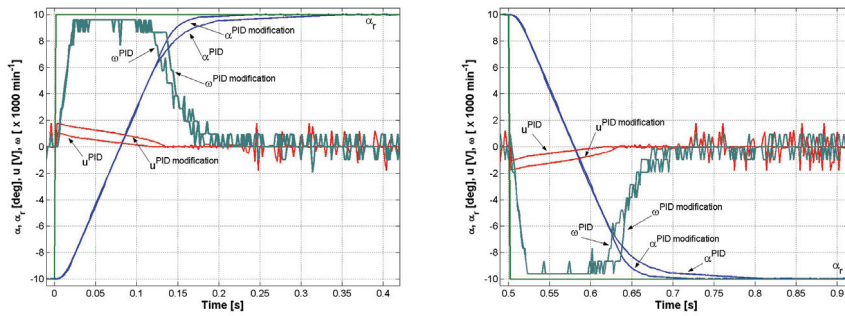 α, αr [deg], u [V], ω [ x 1000 min-1]
10
8
6
4
2
0
-2
-4
-6
-8
-10
αr
αPID modification
αPID
ωPID
ωPID modification
uPID
uPID modification
0 0.05 0.1 0.15 0.2 0.25 0.3 0.35 0.4
Time [s]
α, αr [deg], u [V], ω [ x 1000 min-1]
10
8
6
4
2
0
-2
-4
-6
-8
-10
uPID
uPID modification
ωPID modification
ωPID
αPID modification
αPID
αr
0.5 0.55 0.6 0.65 0.7 0.75 0.8 0.85 0.9
Time [s]